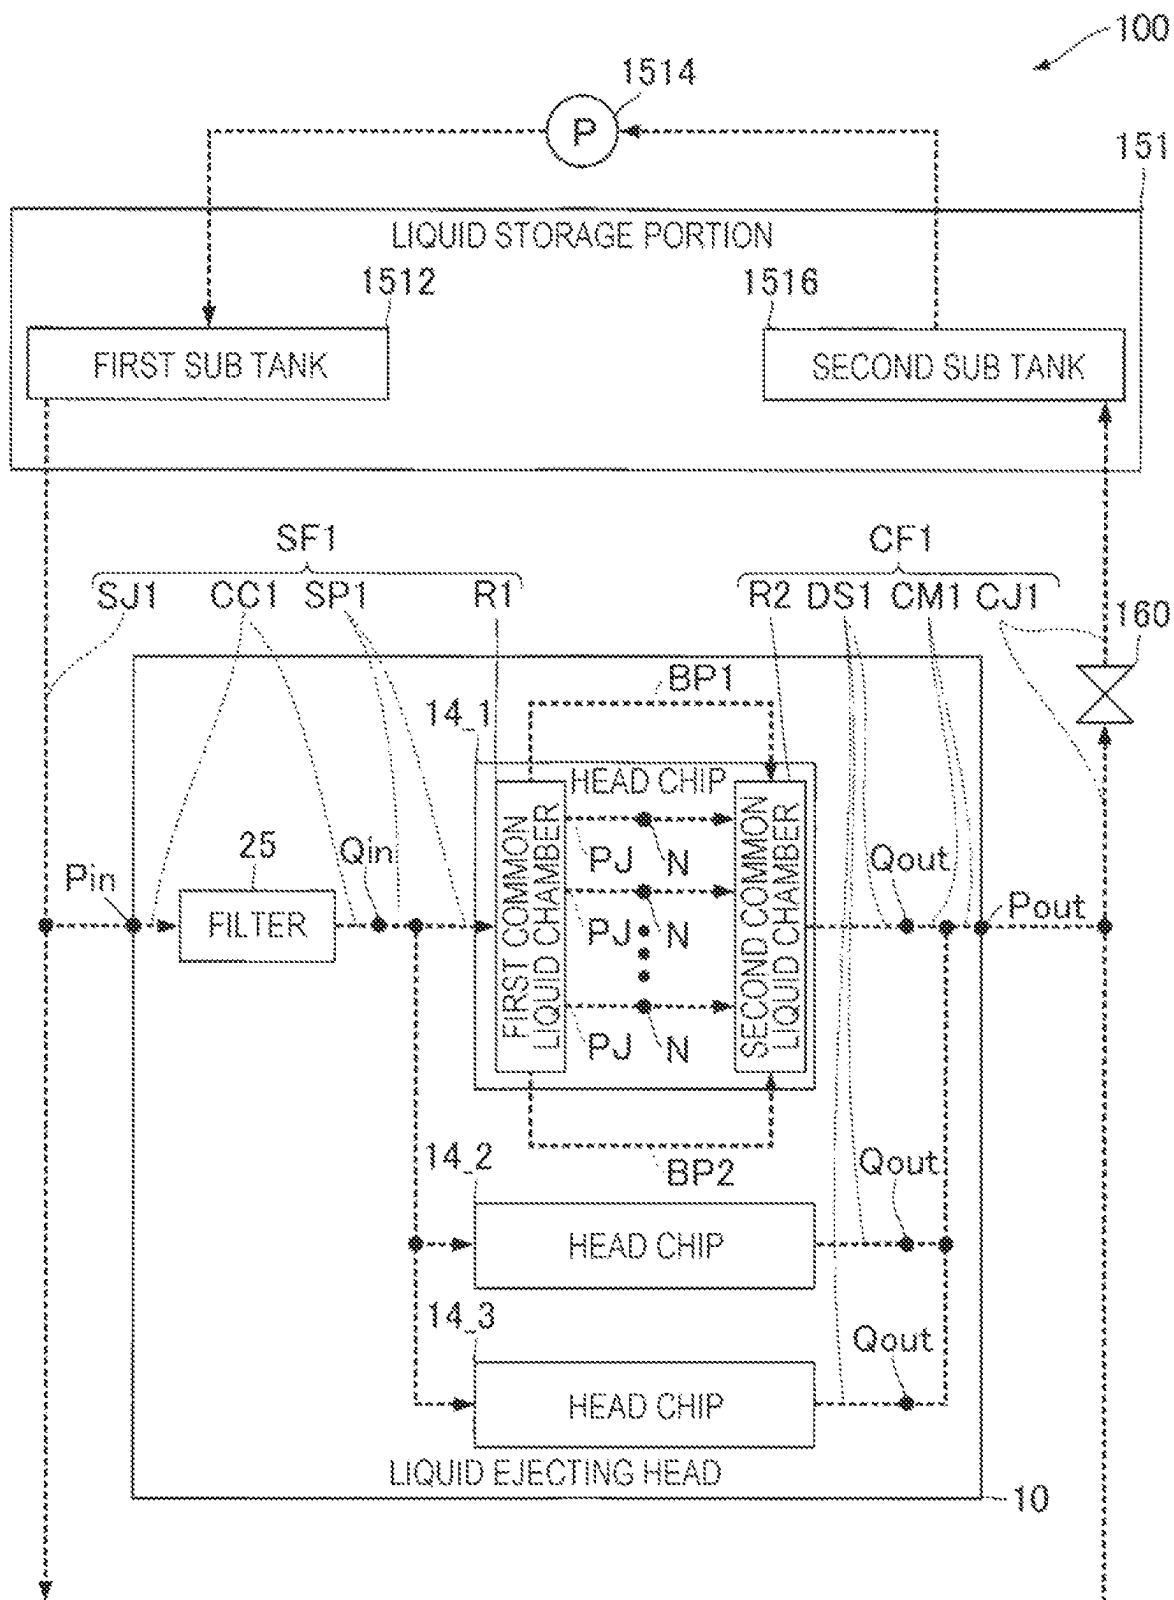 100
1514
P
151
LIQUID STORAGE PORTION
1512
1516
FIRST SUB TANK
SECOND SUB TANK
SF1
CF1
SJ1 CC1 SP1 R1
R2 DS1 CM1 CJ1
160
BP1
14_1
HEAD CHIP
FIRST COMMON
LIQUID CHAMBER
SECOND COMMON
LIQUID CHAMBER
PJ N
PJ N
PJ N
25
Pin
Qin
Qout
Pout
FILTER
BP2
14_2
Qout
HEAD CHIP
14_3
Qout
HEAD CHIP
LIQUID EJECTING HEAD
10